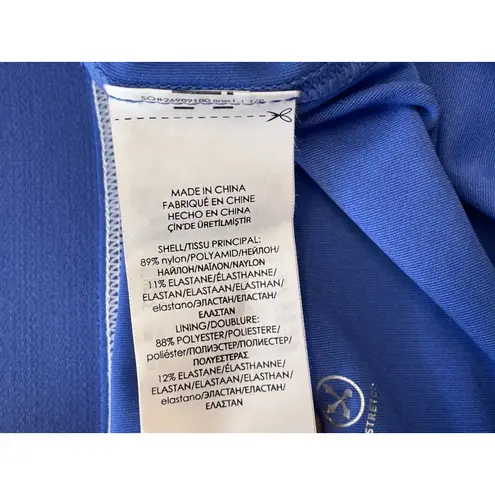 MADE IN CHINA
FABRIQUÉ EN CHINE
HECHO EN CHINA
ÇİN'DE ÜRETİLMİŞTİR
SHELL/TISSU PRINCIPAL:
89% nylon/POLYAMID/НЕЙЛОН/
НАЙЛОН/ΝΑΪΛΟΝ/NAYLON
11% ELASTANE/ÉLASTHANNE/
ELASTAN/ELASTAAN/ELASTHAN/
elastano/ЭЛАСТАН/ΕΛΑΣΤΑΝ/
ЕЛАСТАН
LINING/DOUBLURE:
88% POLYESTER/POLIESTERE/
poliéster/ПОЛИЭСТЕР/ПОЛИЕСТЕР/
ΠΟΛΥΕΣΤΕΡΑΣ
12% ELASTANE/ÉLASTHANNE/
ELASTAN/ELASTAAN/ELASTHAN/
elastano/ЭЛАСТАН/ΕΛΑΣΤΑΝ/
ЕЛАСТАН